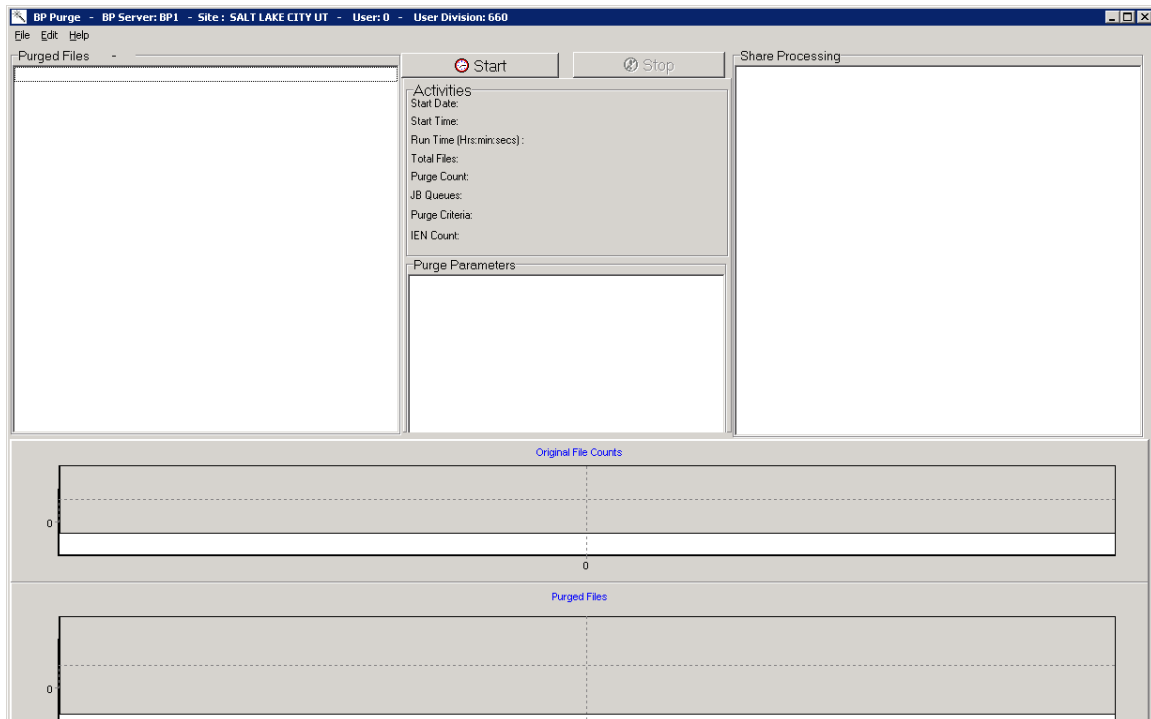 BP Purge - BP Server: BP1 - Site : SALT LAKE CITY UT - User: 0 - User Division: 660
File Edit Help
Purged Files -
Start
Stop
Share Processing
Activities
Start Date:
Start Time:
Run Time (Hrs:min:secs) :
Total Files:
Purge Count:
JB Queues:
Purge Criteria:
IEN Count:
Purge Parameters
Original File Counts
0
0
Purged Files
0